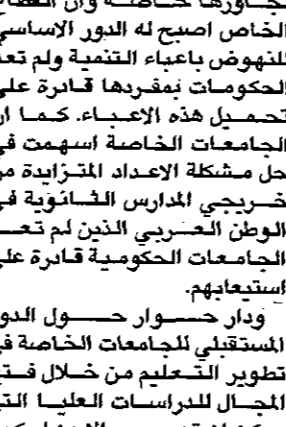 تجاورها خاصة وان القطاع
الخاص اصبح له الدور الاساسي
للنهوض باعباء التنمية ولم تعد
الحكومات بمفردها قادرة على
تحميل هذه الاعباء. كما ان
الجامعات الخاصة اسهمت في
حل مشكلة الاعداد المتزايدة من
خريجي المدارس الثانوية في
الوطن العربي الذين لم تعد
الجامعات الحكومية قادرة على
استيعابهم.
ودار حوار حول الدور
المستقبلي للجامعات الخاصة في
تطوير التعليم من خلال فتح
المجال للدراسات العليا التي